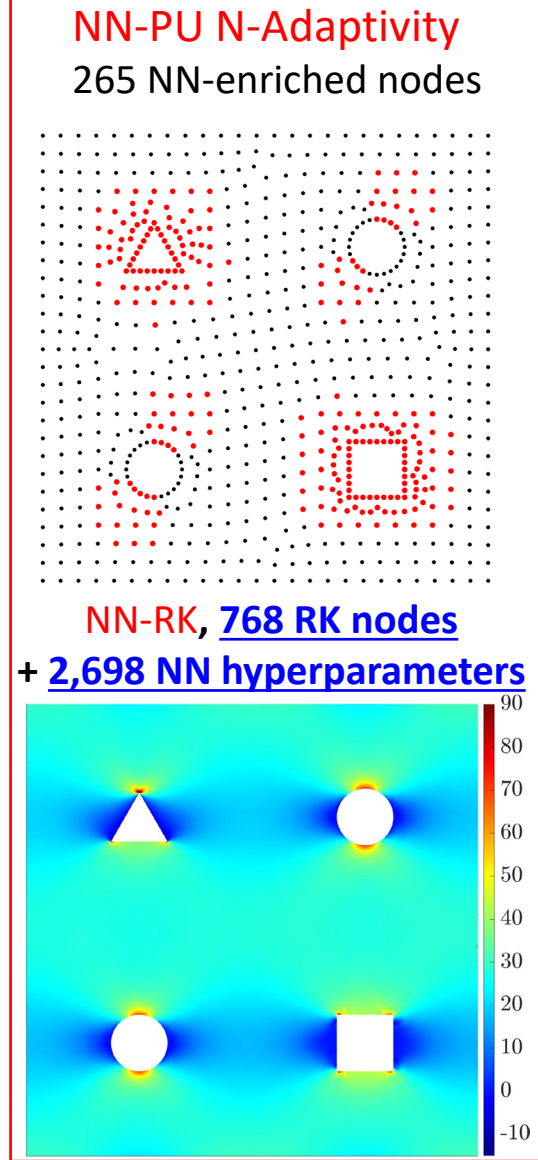 NN-PU N-Adaptivity
265 NN-enriched nodes
NN-RK, 768 RK nodes
+ 2,698 NN hyperparameters
90
80
70
60
50
40
30
20
10
0
-10